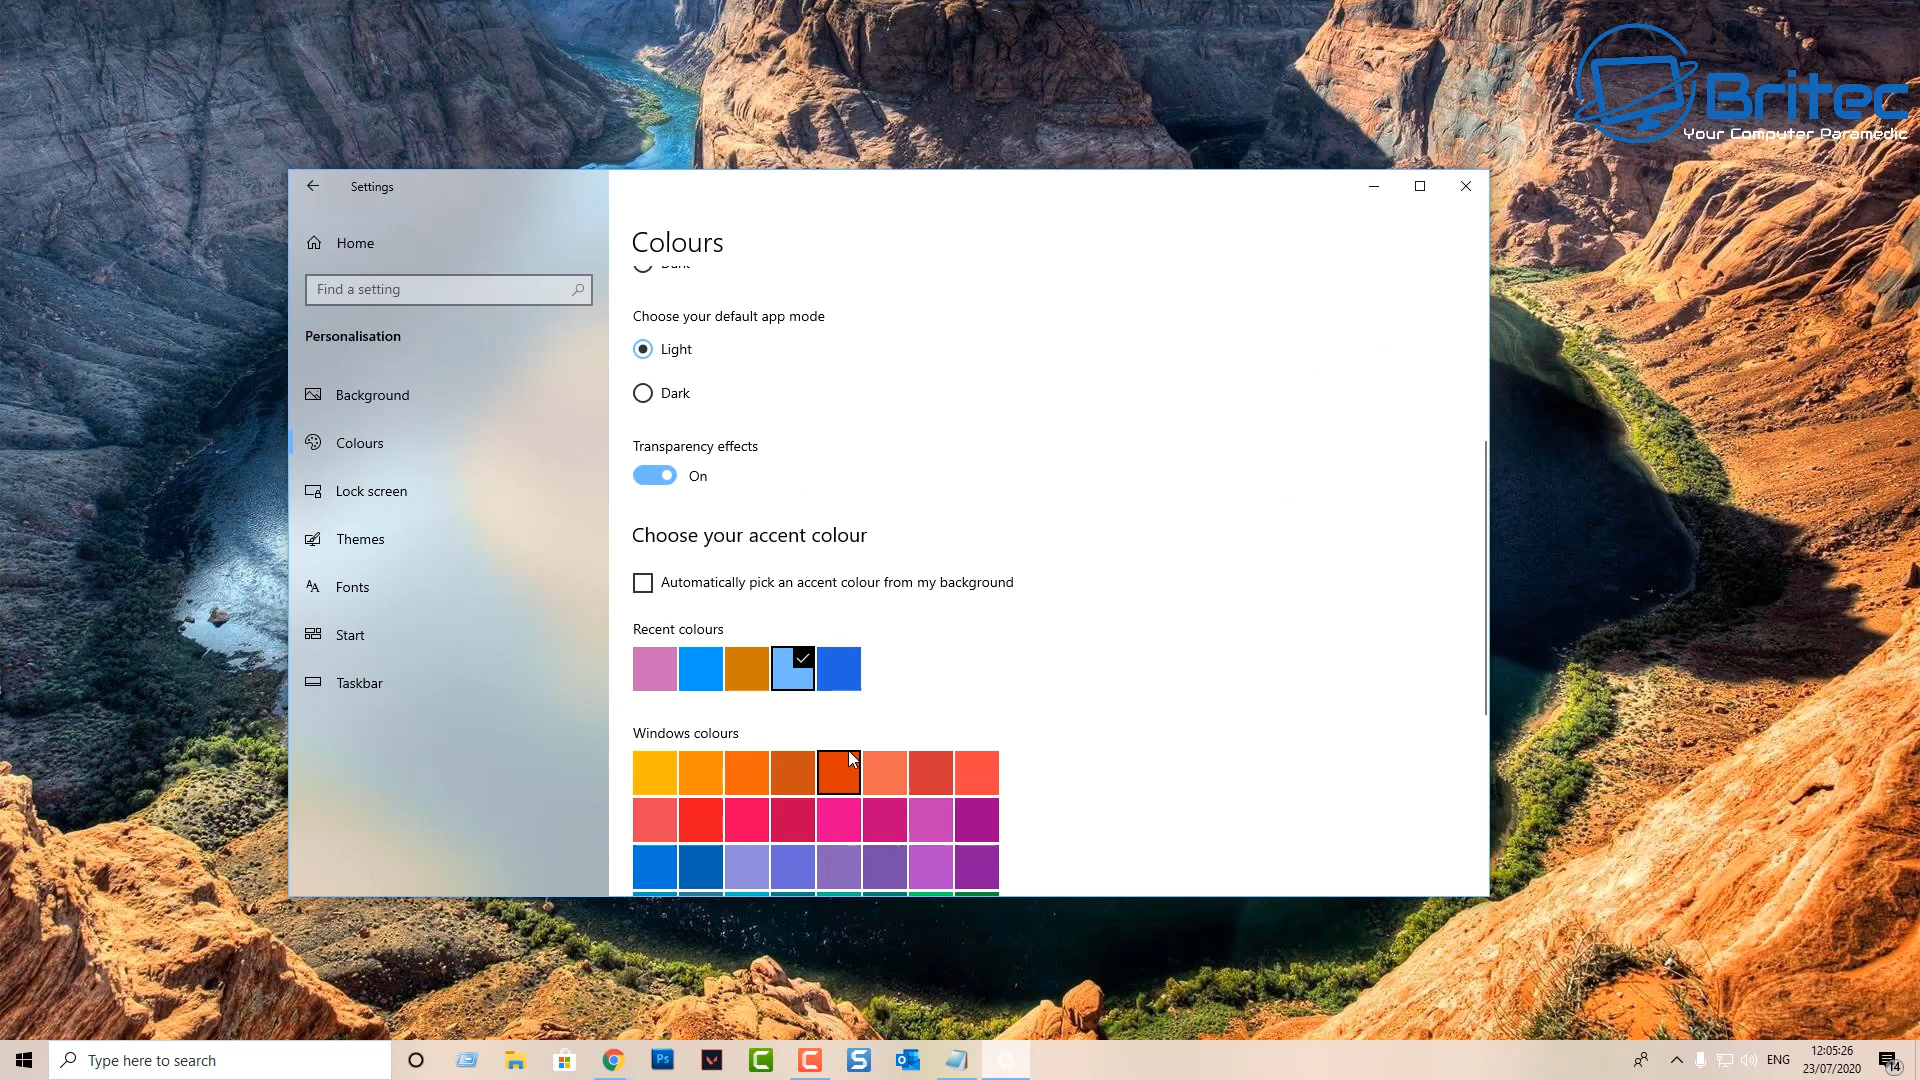 Britec
Your Computer Paramedic
Settings
Home
Find a setting
Personalisation
Background
Colours
Lock screen
Themes
Fonts
Start
Taskbar
Colours
Dark
Choose your default app mode
Light
Dark
Transparency effects
On
Choose your accent colour
Automatically pick an accent colour from my background
Recent colours
Windows colours
Type here to search
Ps
C
C
S
ENG
12:05:26
23/07/2020
14